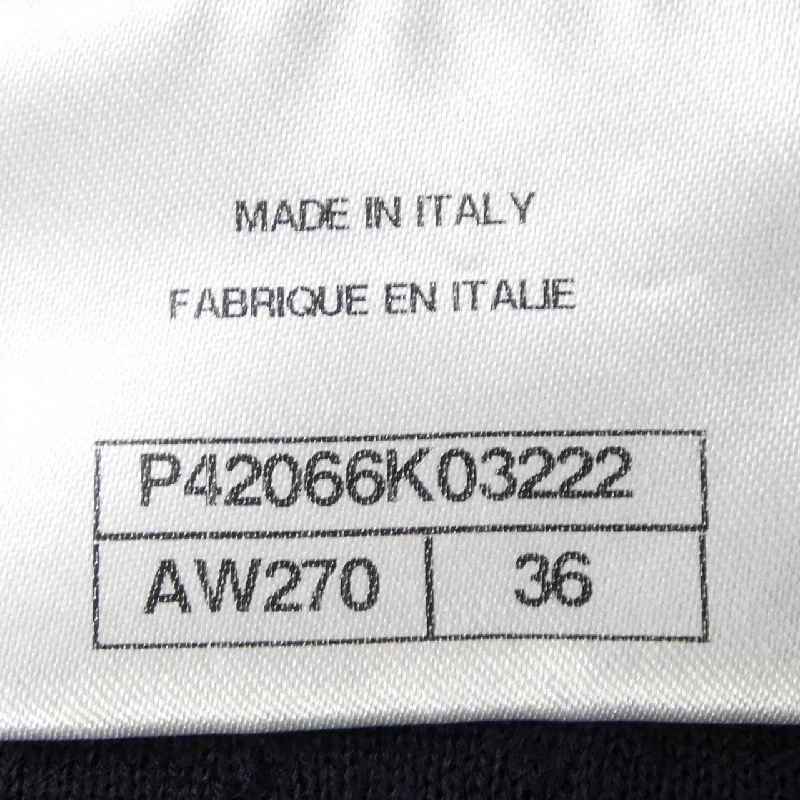 MADE IN ITALY
FABRIQUE EN ITALIE
P42066K03222
AW270 36